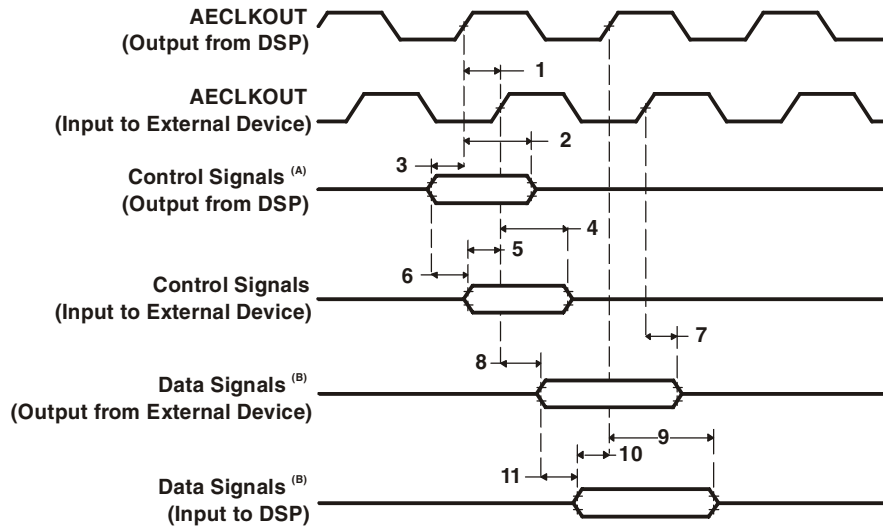 AECLKOUT
(Output from DSP)
1
AECLKOUT
(Input to External Device)
2
3
Control Signals (A)
(Output from DSP)
4
5
6
Control Signals
(Input to External Device)
7
8
Data Signals (B)
(Output from External Device)
9
10
11
Data Signals (B)
(Input to DSP)